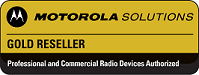 MOTOROLA SOLUTIONS
GOLD RESELLER
Professional and Commercial Radio Devices Authorized